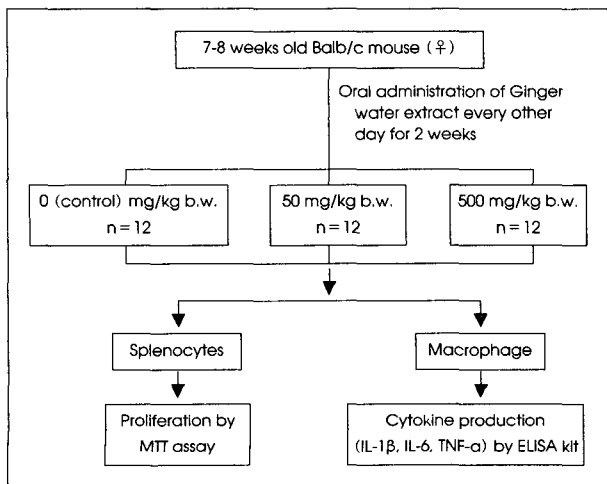 7-8 weeks old Balb/c mouse (♀)
Oral administration of Ginger
water extract every other
day for 2 weeks
0 (control) mg/kg b.w.
n=12
50 mg/kg b.w.
n=12
500 mg/kg b.w.
n=12
Splenocytes
Macrophage
Proliferation by
MTT assay
Cytokine production
(IL-1β, IL-6, TNF-α) by ELISA kit